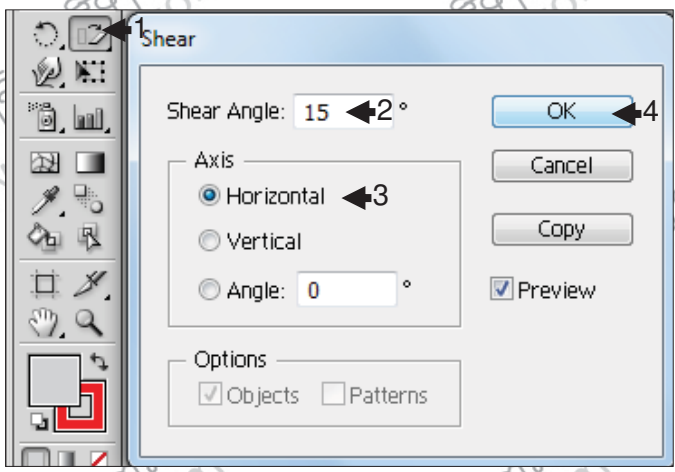 1
Shear
Shear Angle: 15 2 °
OK 4
Axis
Cancel
Horizontal 3
Vertical
Copy
Angle: 0 °
Preview
Options
Objects Patterns